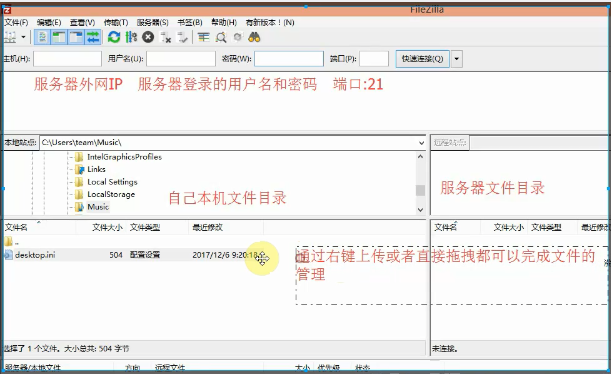 FileZilla
文件(F) 编辑(E) 查看(V) 传输(T) 服务器(S) 书签(B) 帮助(H) 有新版本！(N)
主机(H): 用户名(U): 密码(W): 端口(P): 快速连接(Q)
服务器外网IP 服务器登录的用户名和密码 端口:21
本地站点: C:\Users\team\Music\ 远程站点:
IntelGraphicsProfiles
Links
Local Settings
LocalStorage
Music
自己本机文件目录
服务器文件目录
文件名 文件大小 文件类型 最近修改 文件名 文件大小 文件类型 最近修改
..
desktop.ini 504 配置设置 2017/12/6 9:20:18
通过右键上传或者直接拖拽都可以完成文件的
管理
选择了 1 个文件。大小总共: 504 字节 未连接。
服务器/本地文件 方向 远程文件 大小 优先级 状态